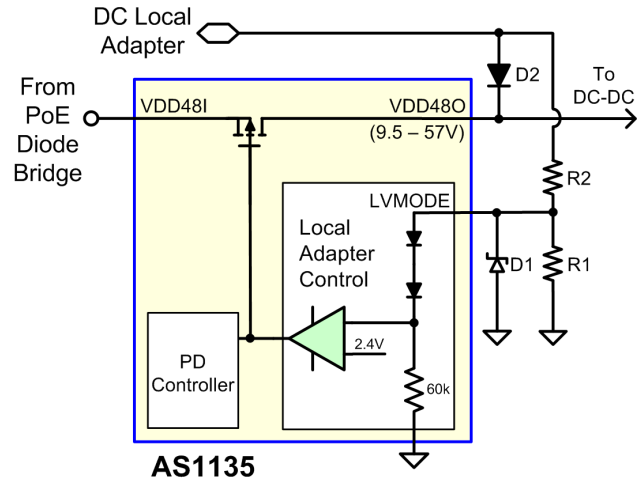 DC Local
Adapter
D2
To
DC-DC
From
PoE
Diode
Bridge
VDD48I
VDD48O
(9.5 – 57V)
R2
LVMODE
Local
Adapter
Control
D1
R1
2.4V
PD
Controller
60k
AS1135